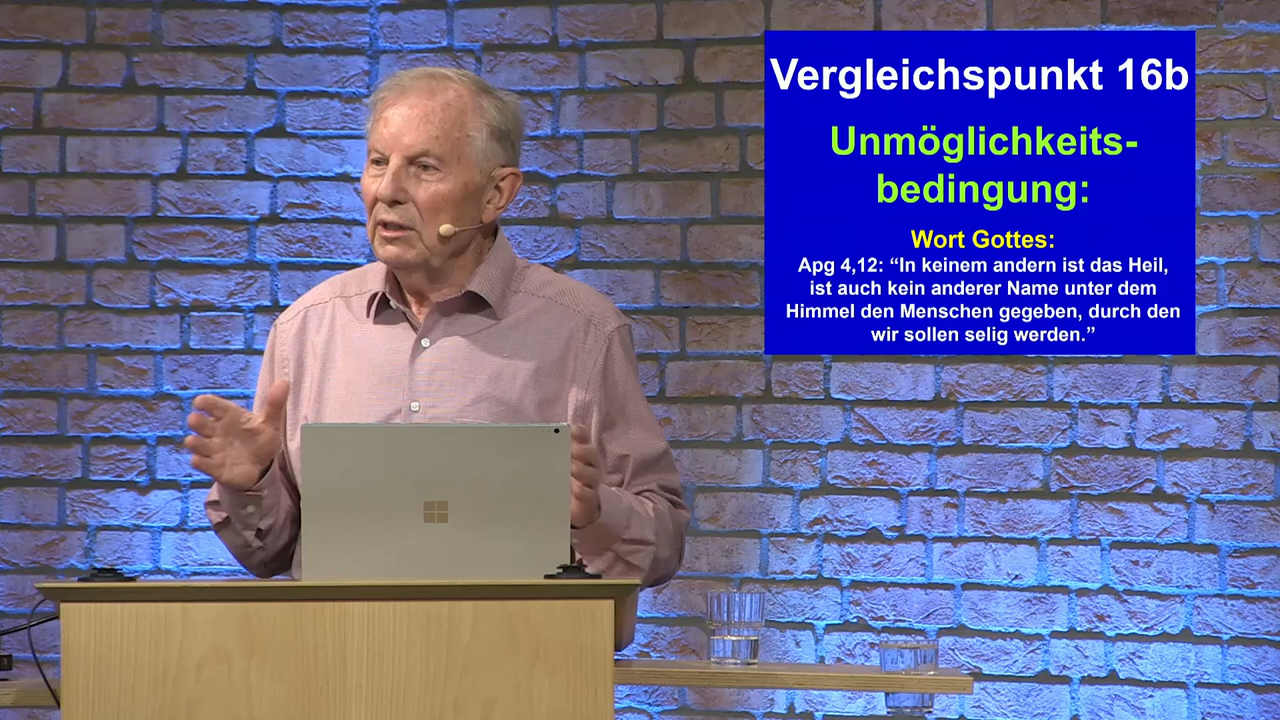 Vergleichspunkt 16b
Unmöglichkeits-
bedingung:
Wort Gottes:
Apg 4,12: “In keinem andern ist das Heil,
ist auch kein anderer Name unter dem
Himmel den Menschen gegeben, durch den
wir sollen selig werden.”